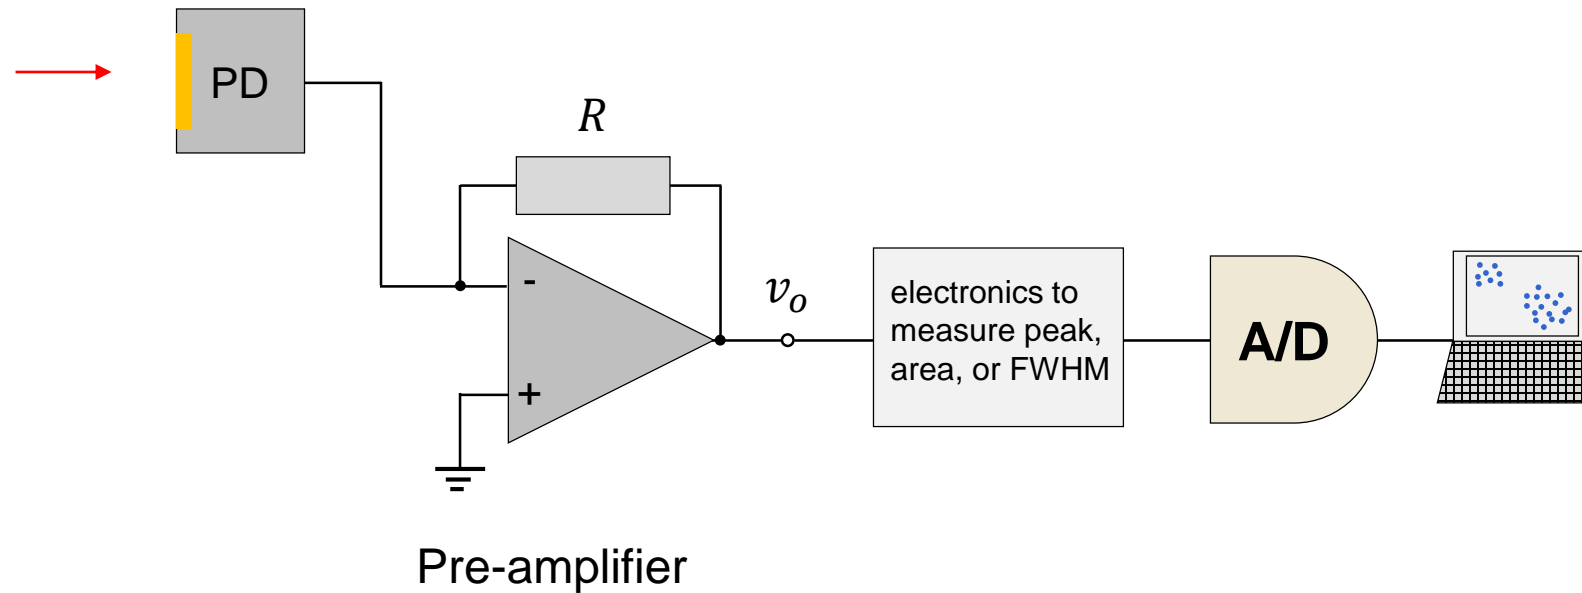 PD
R
-
+
v_o
electronics to
measure peak,
area, or FWHM
A/D
Pre-amplifier